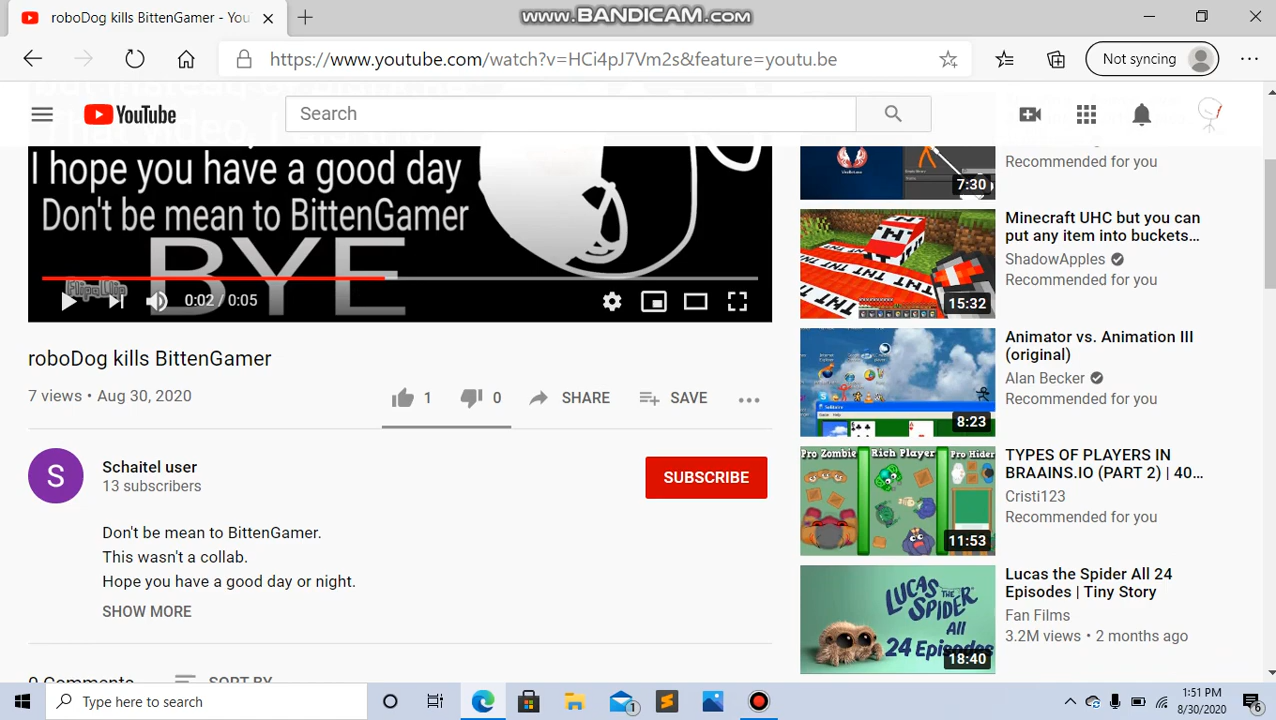 roboDog kills BittenGamer - You
www.BANDICAM.com
https://www.youtube.com/watch?v=HCi4pJ7Vm2s&feature=youtu.be
Not syncing
YouTube
Search
I hope you have a good day
Don't be mean to BittenGamer
BYE
FlipaClip
0:02 / 0:05
roboDog kills BittenGamer
7 views • Aug 30, 2020
1
0
SHARE
SAVE
S
Schaitel user
13 subscribers
SUBSCRIBE
Don't be mean to BittenGamer.
This wasn't a collab.
Hope you have a good day or night.
SHOW MORE
0 Comments
SORT BY
7:30
Recommended for you
15:32
Minecraft UHC but you can
put any item into buckets...
ShadowApples
Recommended for you
8:23
Animator vs. Animation III
(original)
Alan Becker
Recommended for you
Pro Zombie
Rich Player
Pro Hider
11:53
TYPES OF PLAYERS IN
BRAAINS.IO (PART 2) | 40...
Cristi123
Recommended for you
LUCAS THE SPIDER
All
24 Episodes
18:40
Lucas the Spider All 24
Episodes | Tiny Story
Fan Films
3.2M views • 2 months ago
Type here to search
1
1:51 PM
8/30/2020
6